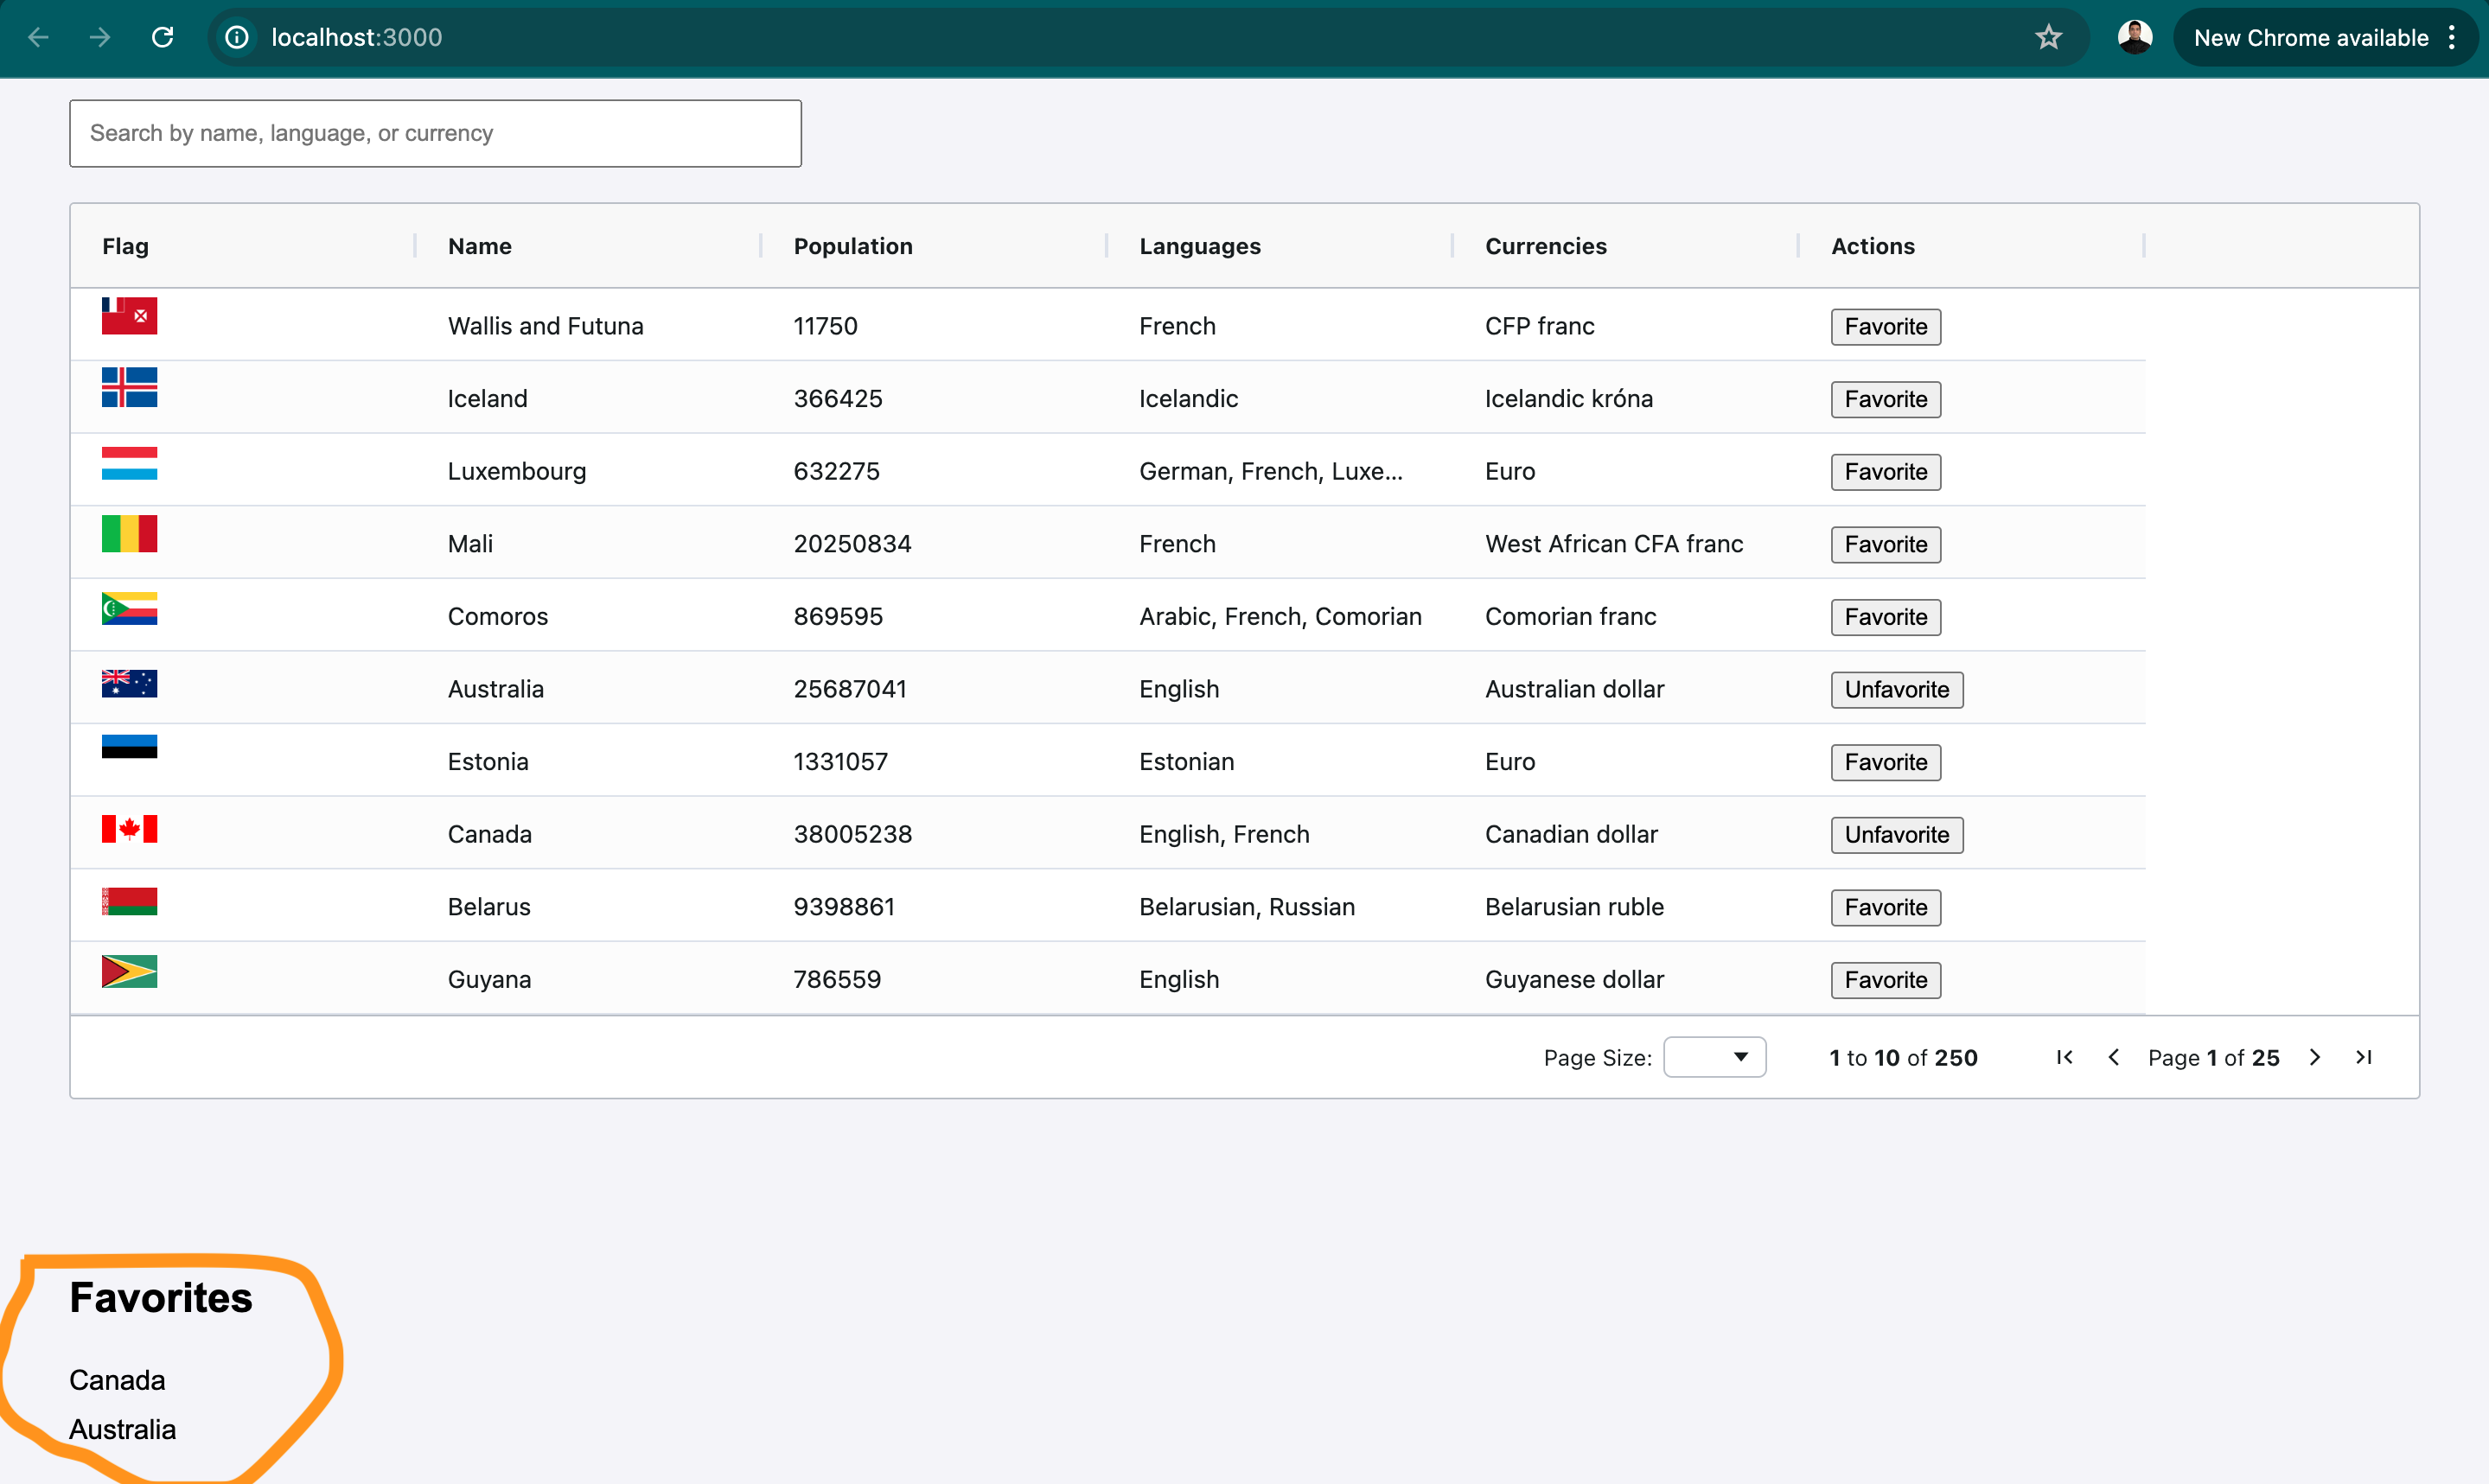 localhost:3000
New Chrome available
Search by name, language, or currency
Flag Name Population Languages Currencies Actions
Wallis and Futuna 11750 French CFP franc Favorite
Iceland 366425 Icelandic Icelandic króna Favorite
Luxembourg 632275 German, French, Luxe... Euro Favorite
Mali 20250834 French West African CFA franc Favorite
Comoros 869595 Arabic, French, Comorian Comorian franc Favorite
Australia 25687041 English Australian dollar Unfavorite
Estonia 1331057 Estonian Euro Favorite
Canada 38005238 English, French Canadian dollar Unfavorite
Belarus 9398861 Belarusian, Russian Belarusian ruble Favorite
Guyana 786559 English Guyanese dollar Favorite
Page Size: 1 to 10 of 250 Page 1 of 25
Favorites
Canada
Australia